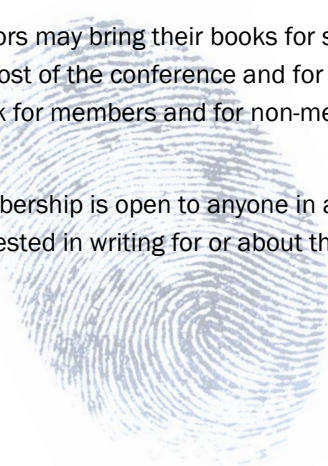 ors may bring their books for s
ost of the conference and for
k for members and for non-me
bership is open to anyone in a
ested in writing for or about th